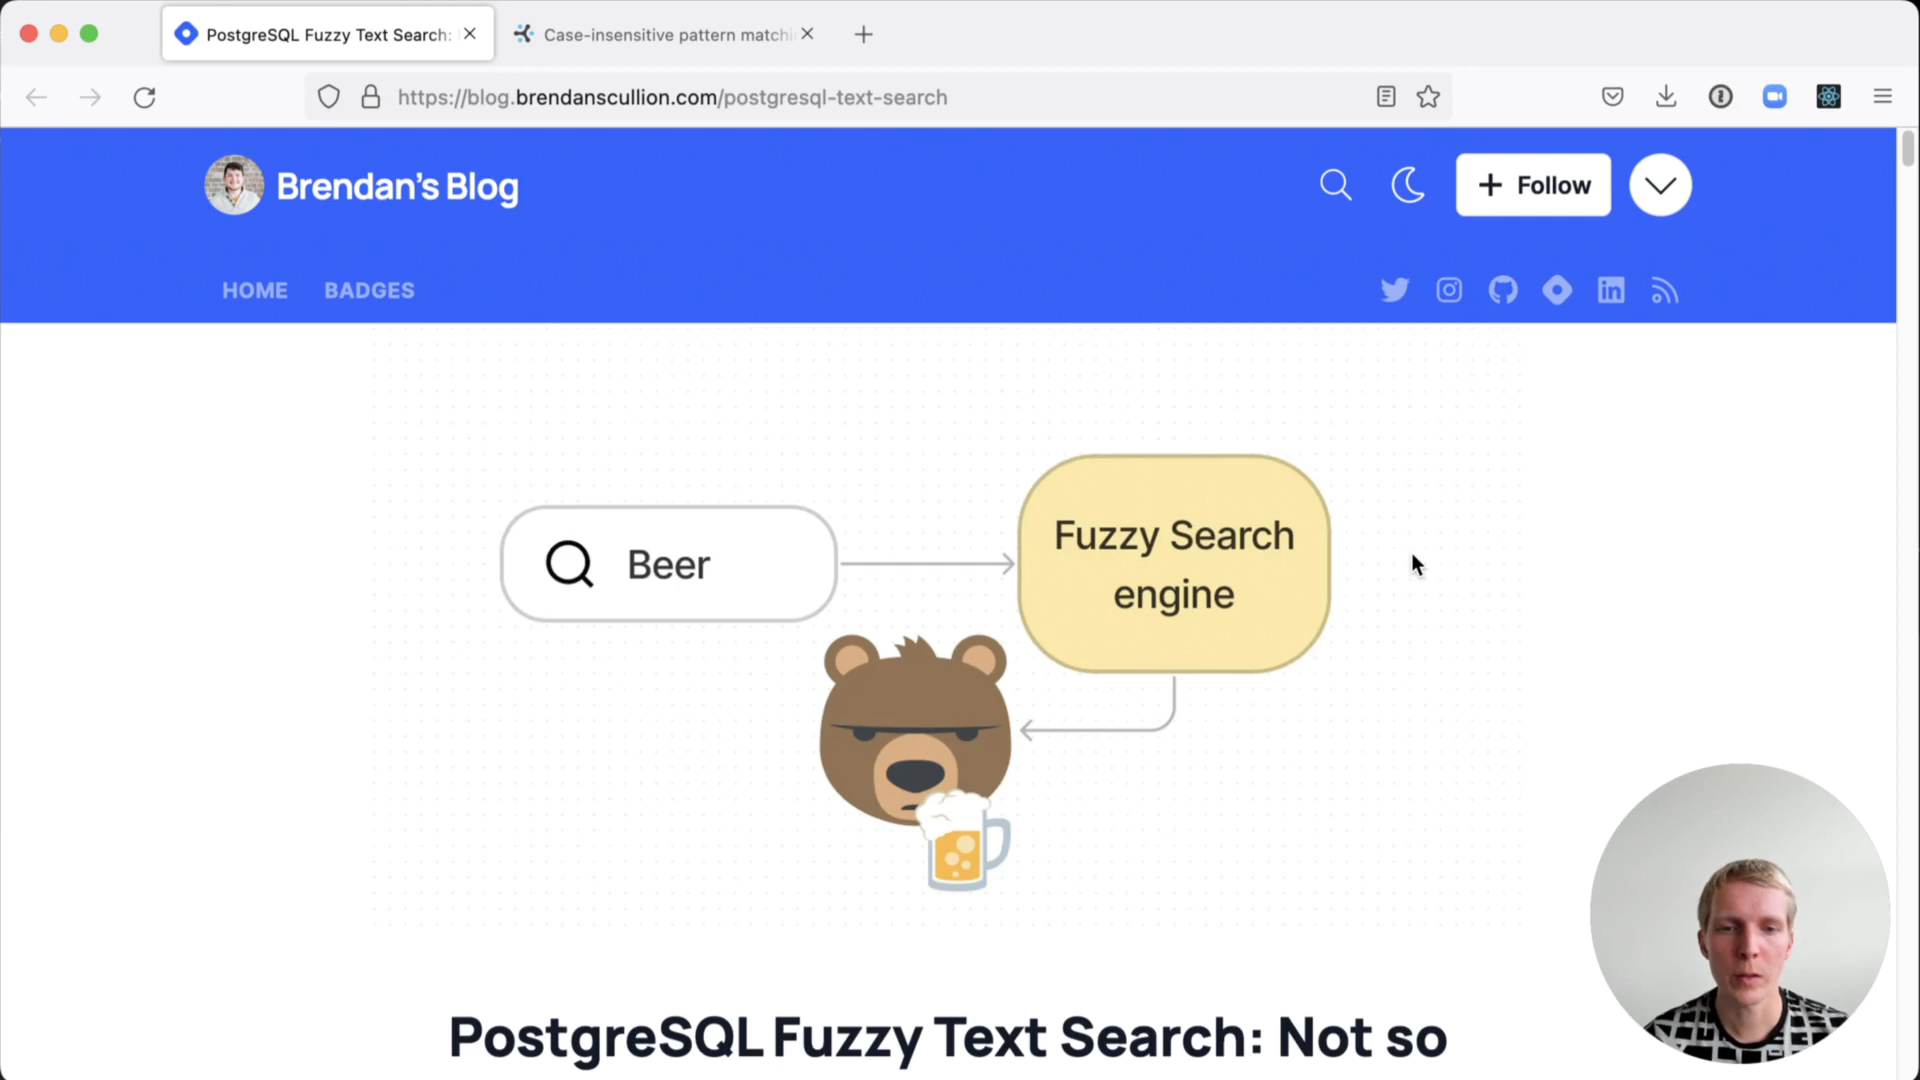 PostgreSQL Fuzzy Text Search:
Case-insensitive pattern matchi
https://blog.brendanscullion.com/postgresql-text-search
Brendan's Blog
Follow
HOME
BADGES
Beer
Fuzzy Search
engine
PostgreSQL Fuzzy Text Search: Not so